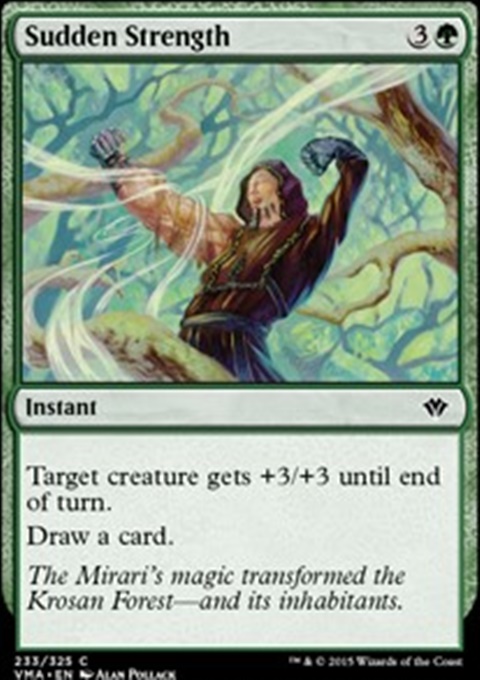 Sudden Strength 3
Instant
Target creature gets +3/+3 until end
of turn.
Draw a card.
The Mirari's magic transformed the
Krosan Forest—and its inhabitants.
233/325 C
VMA • EN Alan Pollack
™ & © 2015 Wizards of the Coast